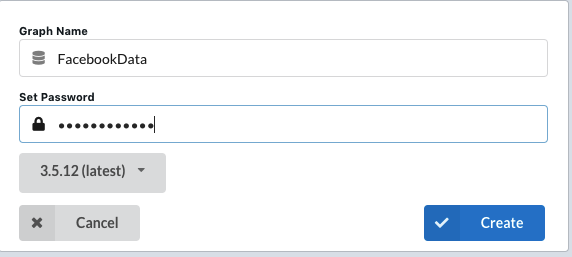 Graph Name
FacebookData
Set Password
••••••••••••
3.5.12 (latest)
Cancel
Create